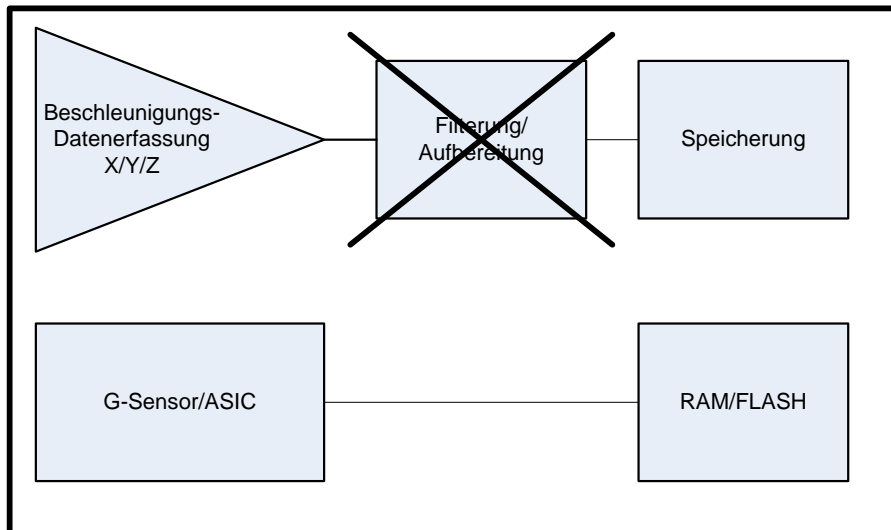 Beschleunigungs-
Datenerfassung
X/Y/Z
Filterung/
Aufbereitung
Speicherung
G-Sensor/ASIC
RAM/FLASH